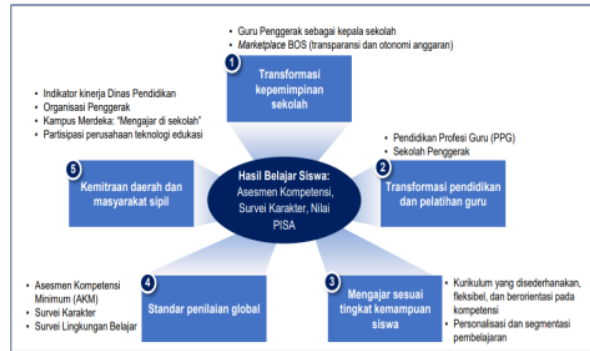 • Guru Penggerak sebagai kepala sekolah
• Marketplace BOS (transparansi dan otonomi anggaran)
1
Transformasi
kepemimpinan
sekolah
• Indikator kinerja Dinas Pendidikan
• Organisasi Penggerak
• Kampus Merdeka: “Mengajar di sekolah”
• Partisipasi perusahaan teknologi edukasi
5
Kemitraan daerah dan
masyarakat sipil
Hasil Belajar Siswa:
Asesmen Kompetensi,
Survei Karakter, Nilai
PISA
• Pendidikan Profesi Guru (PPG)
• Sekolah Penggerak
2
Transformasi pendidikan
dan pelatihan guru
• Asesmen Kompetensi
Minimum (AKM)
• Survei Karakter
• Survei Lingkungan Belajar
4
Standar penilaian global
3
Mengajar sesuai
tingkat kemampuan
siswa
• Kurikulum yang disederhanakan,
fleksibel, dan berorientasi pada
kompetensi
• Personalisasi dan segmentasi
pembelajaran